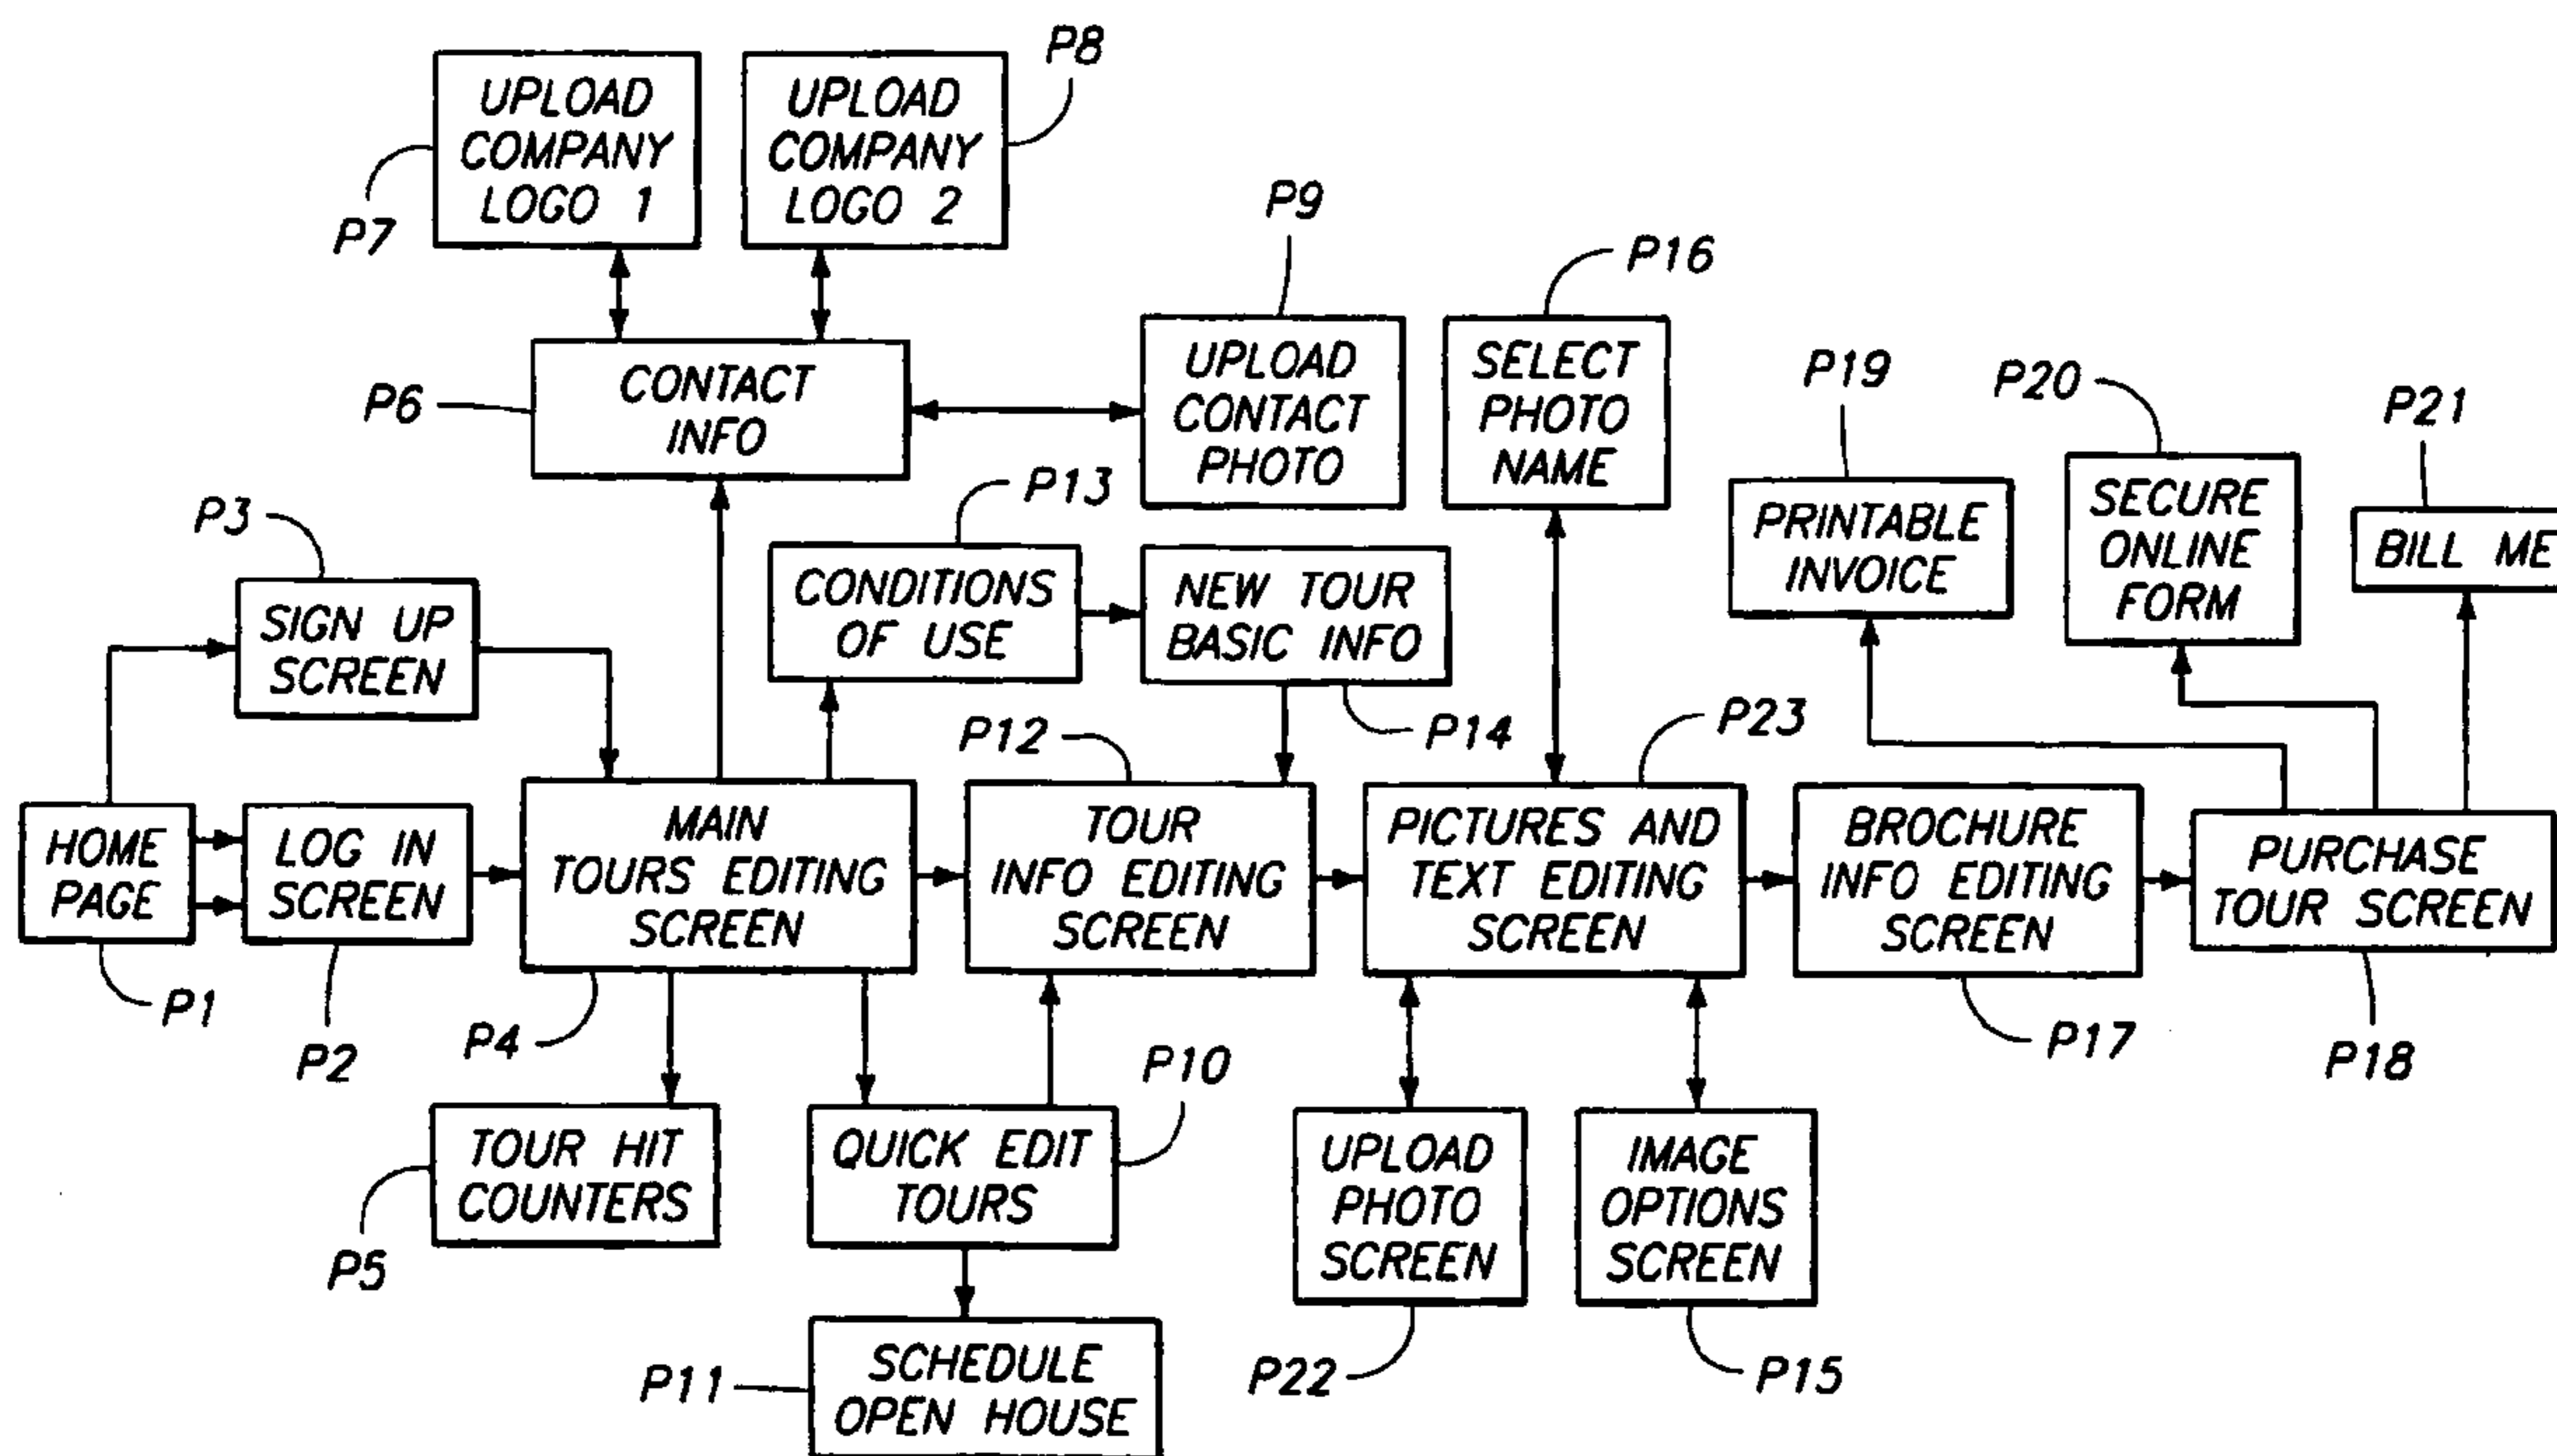 P8
UPLOAD
COMPANY
LOGO 1
UPLOAD
COMPANY
LOGO 2
P7
P9
P16
CONTACT
INFO
P6
UPLOAD
CONTACT
PHOTO
SELECT
PHOTO
NAME
P19
P20
P21
P13
P3
PRINTABLE
INVOICE
SECURE
ONLINE
FORM
BILL ME
SIGN UP
SCREEN
CONDITIONS
OF USE
NEW TOUR
BASIC INFO
P12
P14
P23
HOME
PAGE
LOG IN
SCREEN
MAIN
TOURS EDITING
SCREEN
TOUR
INFO EDITING
SCREEN
PICTURES AND
TEXT EDITING
SCREEN
BROCHURE
INFO EDITING
SCREEN
PURCHASE
TOUR SCREEN
P1
P2
P4
P10
P17
P18
TOUR HIT
COUNTERS
QUICK EDIT
TOURS
UPLOAD
PHOTO
SCREEN
IMAGE
OPTIONS
SCREEN
P5
P11
SCHEDULE
OPEN HOUSE
P22
P15